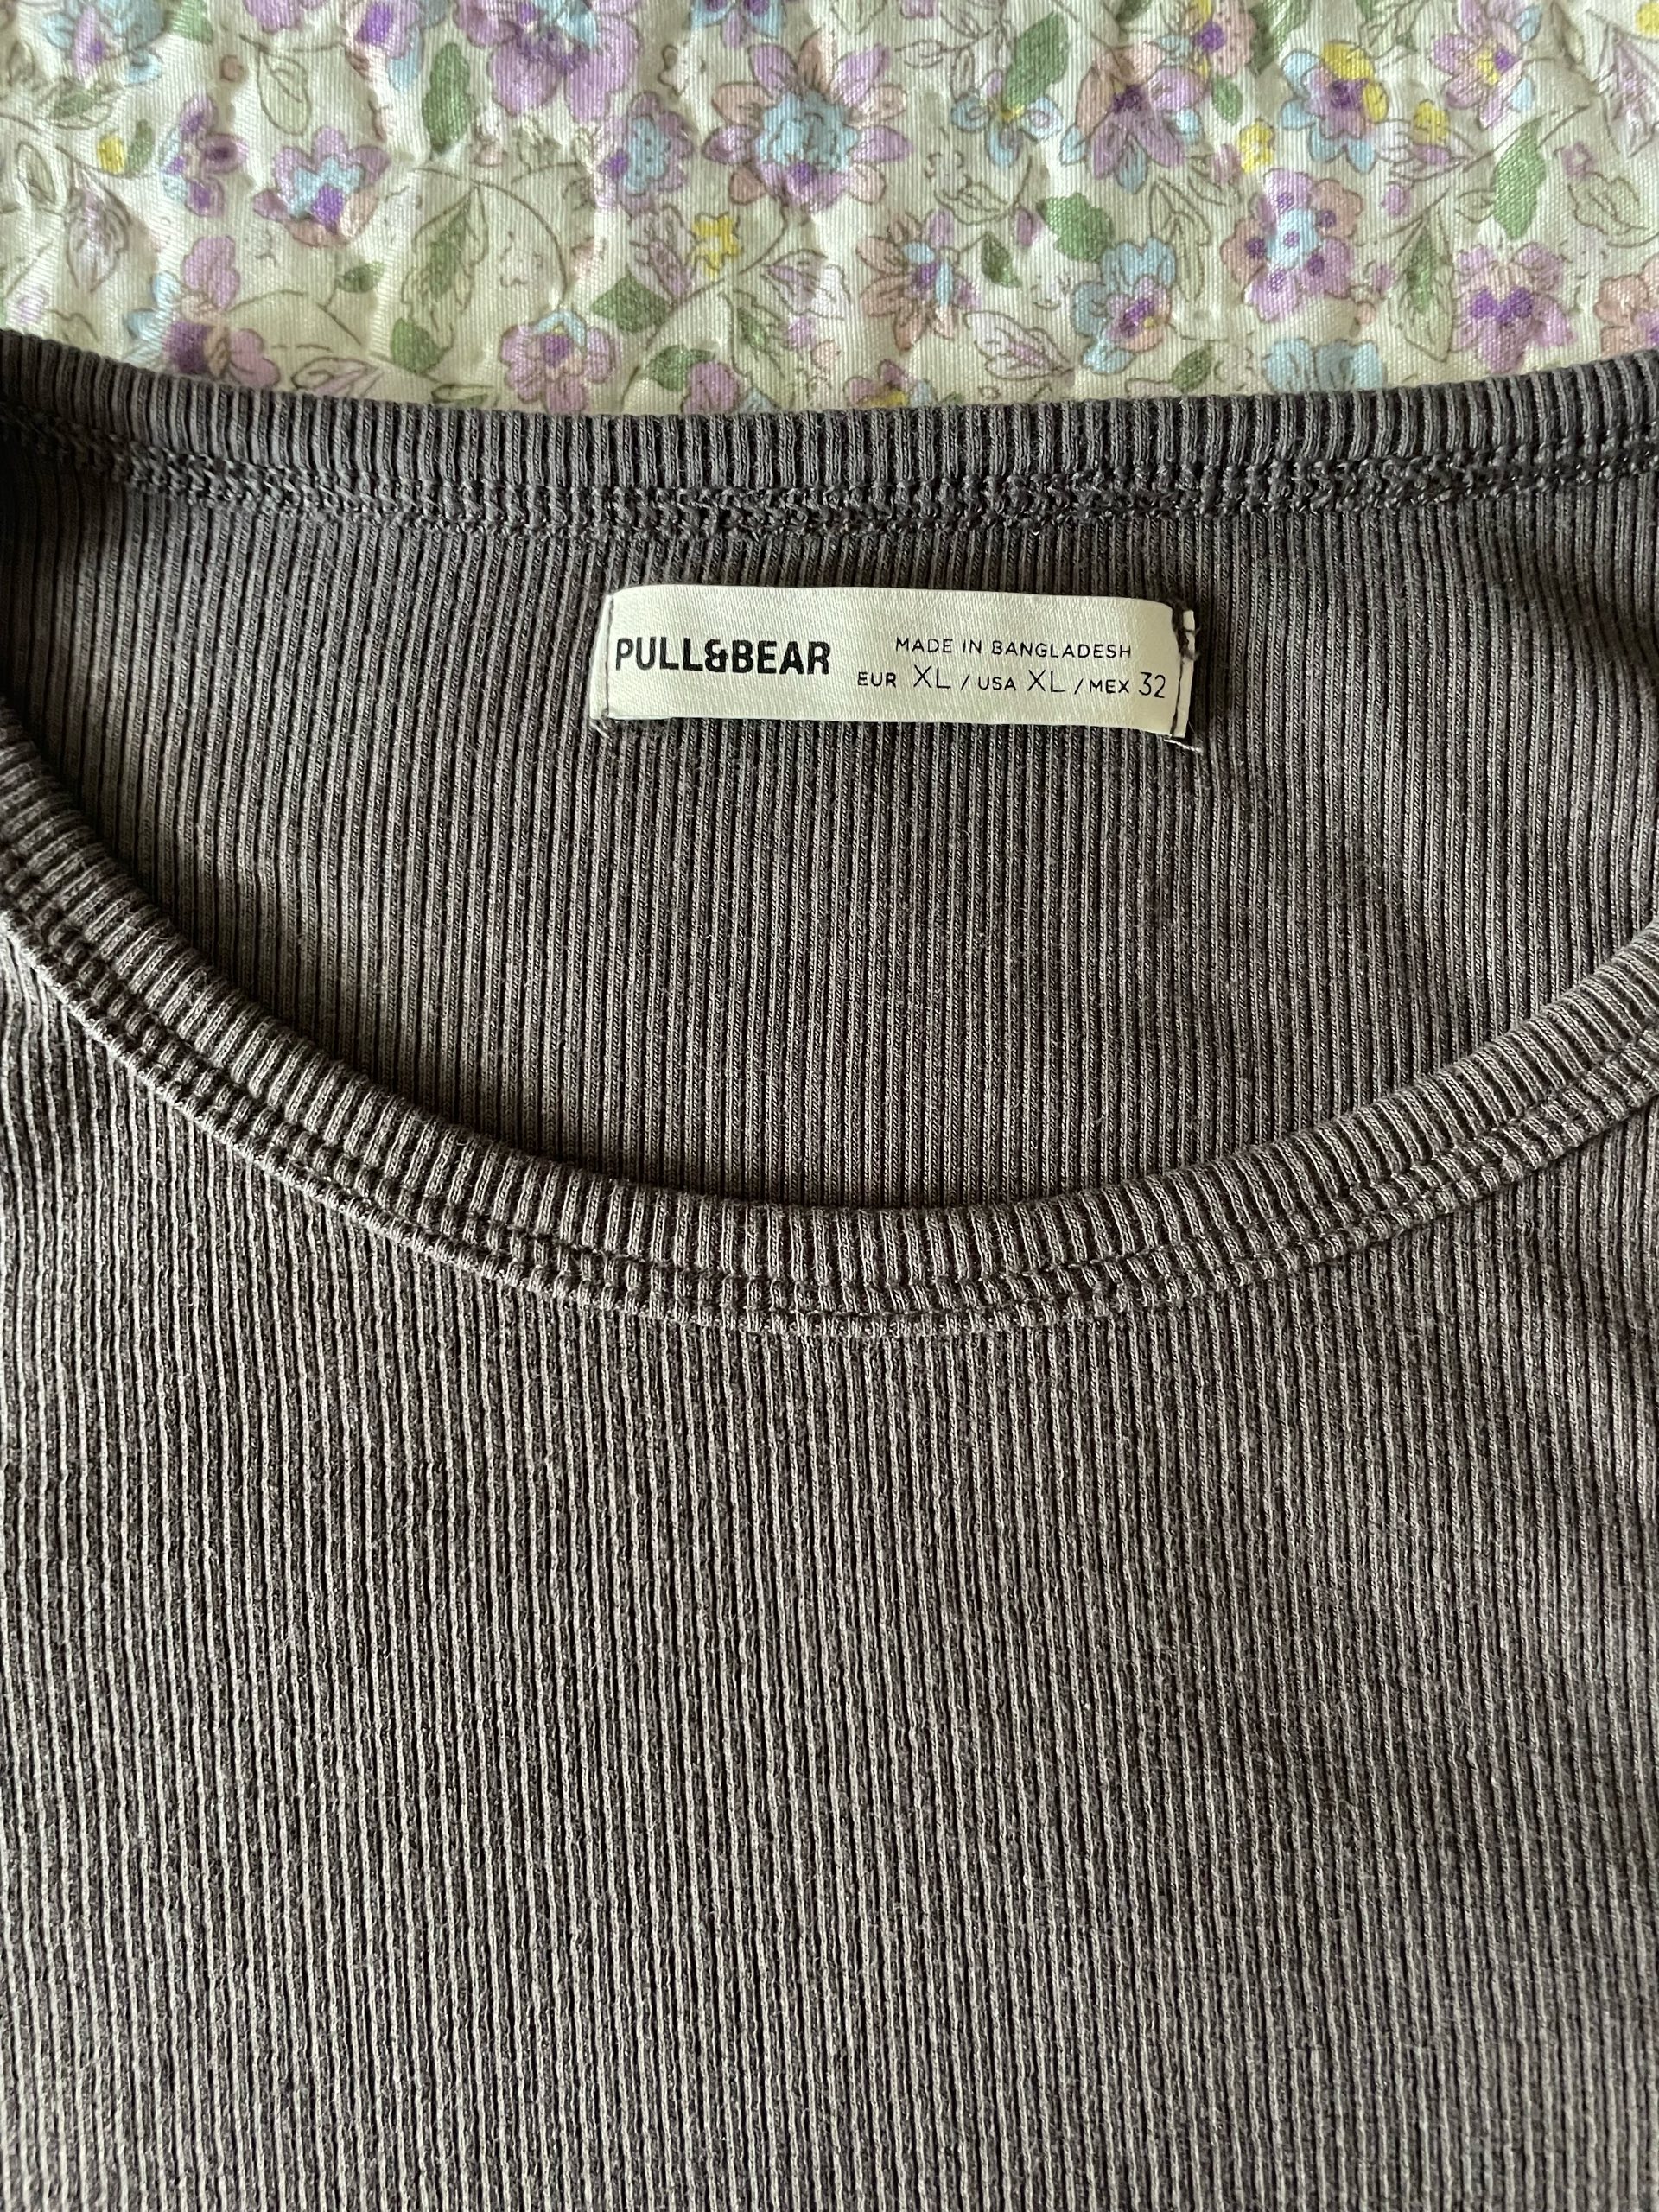 PULL&BEAR
MADE IN BANGLADESH
EUR XL / USA XL / MEX 32